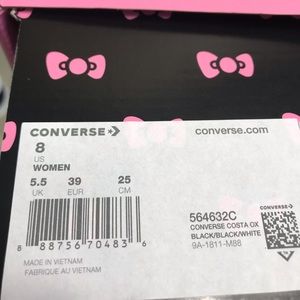 CONVERSE
converse.com
8
US
WOMEN
5.5 39 25
UK EUR CM
564632C
CONVERSE COSTA OX
BLACK/BLACK/WHITE
9A-1811-M88
8 88756 70483 6
MADE IN VIETNAM
FABRIQUE AU VIETNAM